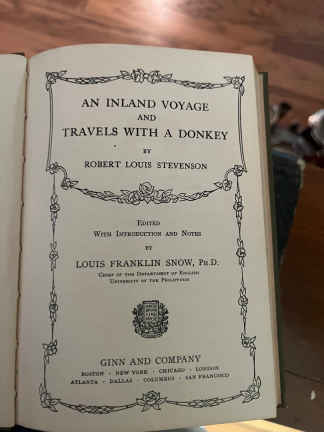 AN INLAND VOYAGE
AND
TRAVELS WITH A DONKEY
BY
ROBERT LOUIS STEVENSON
EDITED
WITH INTRODUCTION AND NOTES
BY
LOUIS FRANKLIN SNOW, PH.D.
CHIEF OF THE DEPARTMENT OF ENGLISH
UNIVERSITY OF THE PHILIPPINES
GINN AND COMPANY
BOSTON · NEW YORK · CHICAGO · LONDON
ATLANTA · DALLAS · COLUMBUS · SAN FRANCISCO